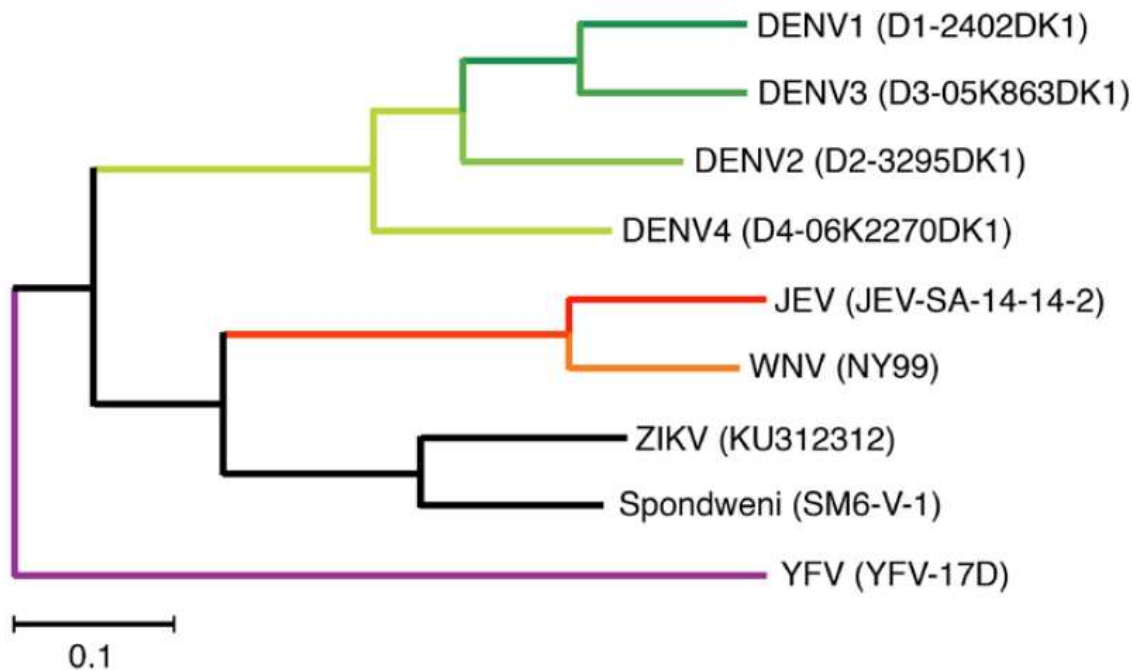 DENV1 (D1-2402DK1)
DENV3 (D3-05K863DK1)
DENV2 (D2-3295DK1)
DENV4 (D4-06K2270DK1)
JEV (JEV-SA-14-14-2)
WNV (NY99)
ZIKV (KU312312)
Spondweni (SM6-V-1)
YFV (YFV-17D)
0.1